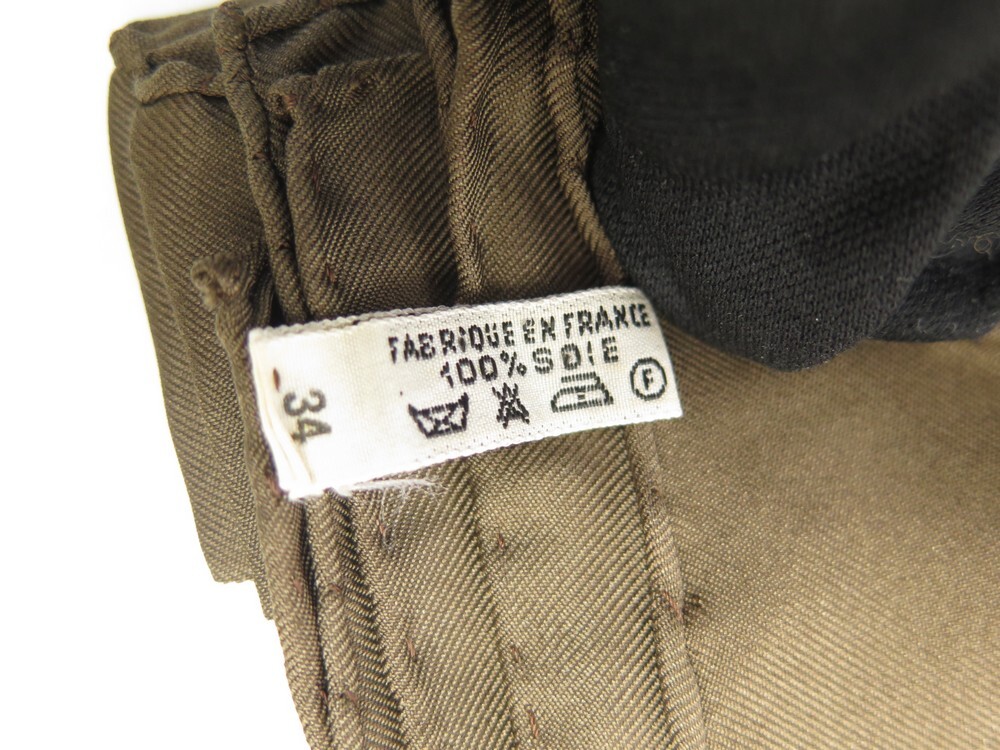 FABRIQUE EN FRANCE
100% SOIE
F
34